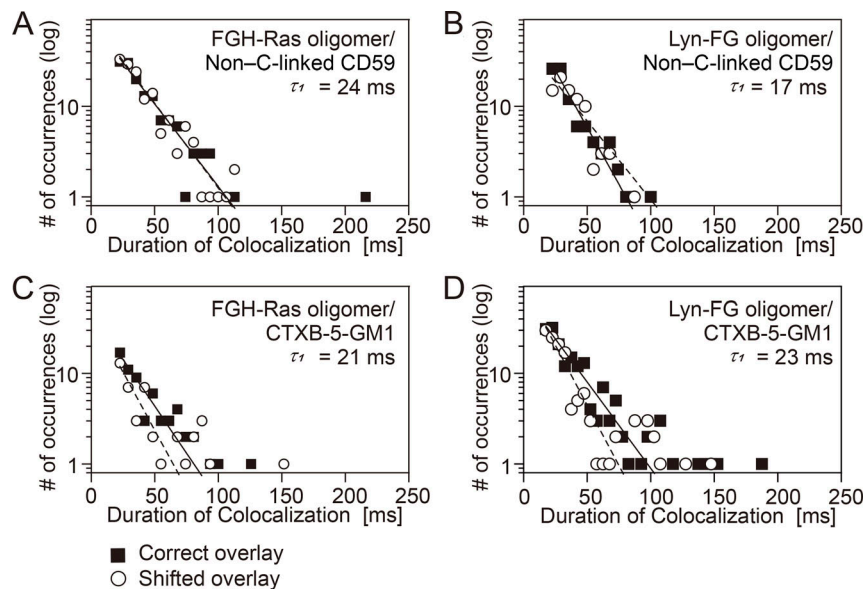 A
FGH-Ras oligomer/
Non–C-linked CD59
τ1 = 24 ms
# of occurrences (log)
10
1
0 50 100 150 200 250
Duration of Colocalization [ms]
B
Lyn-FG oligomer/
Non–C-linked CD59
τ1 = 17 ms
# of occurrences (log)
10
1
0 50 100 150 200 250
Duration of Colocalization [ms]
C
FGH-Ras oligomer/
CTXB-5-GM1
τ1 = 21 ms
# of occurrences (log)
10
1
0 50 100 150 200 250
Duration of Colocalization [ms]
D
Lyn-FG oligomer/
CTXB-5-GM1
τ1 = 23 ms
# of occurrences (log)
10
1
0 50 100 150 200 250
Duration of Colocalization [ms]
Correct overlay
Shifted overlay